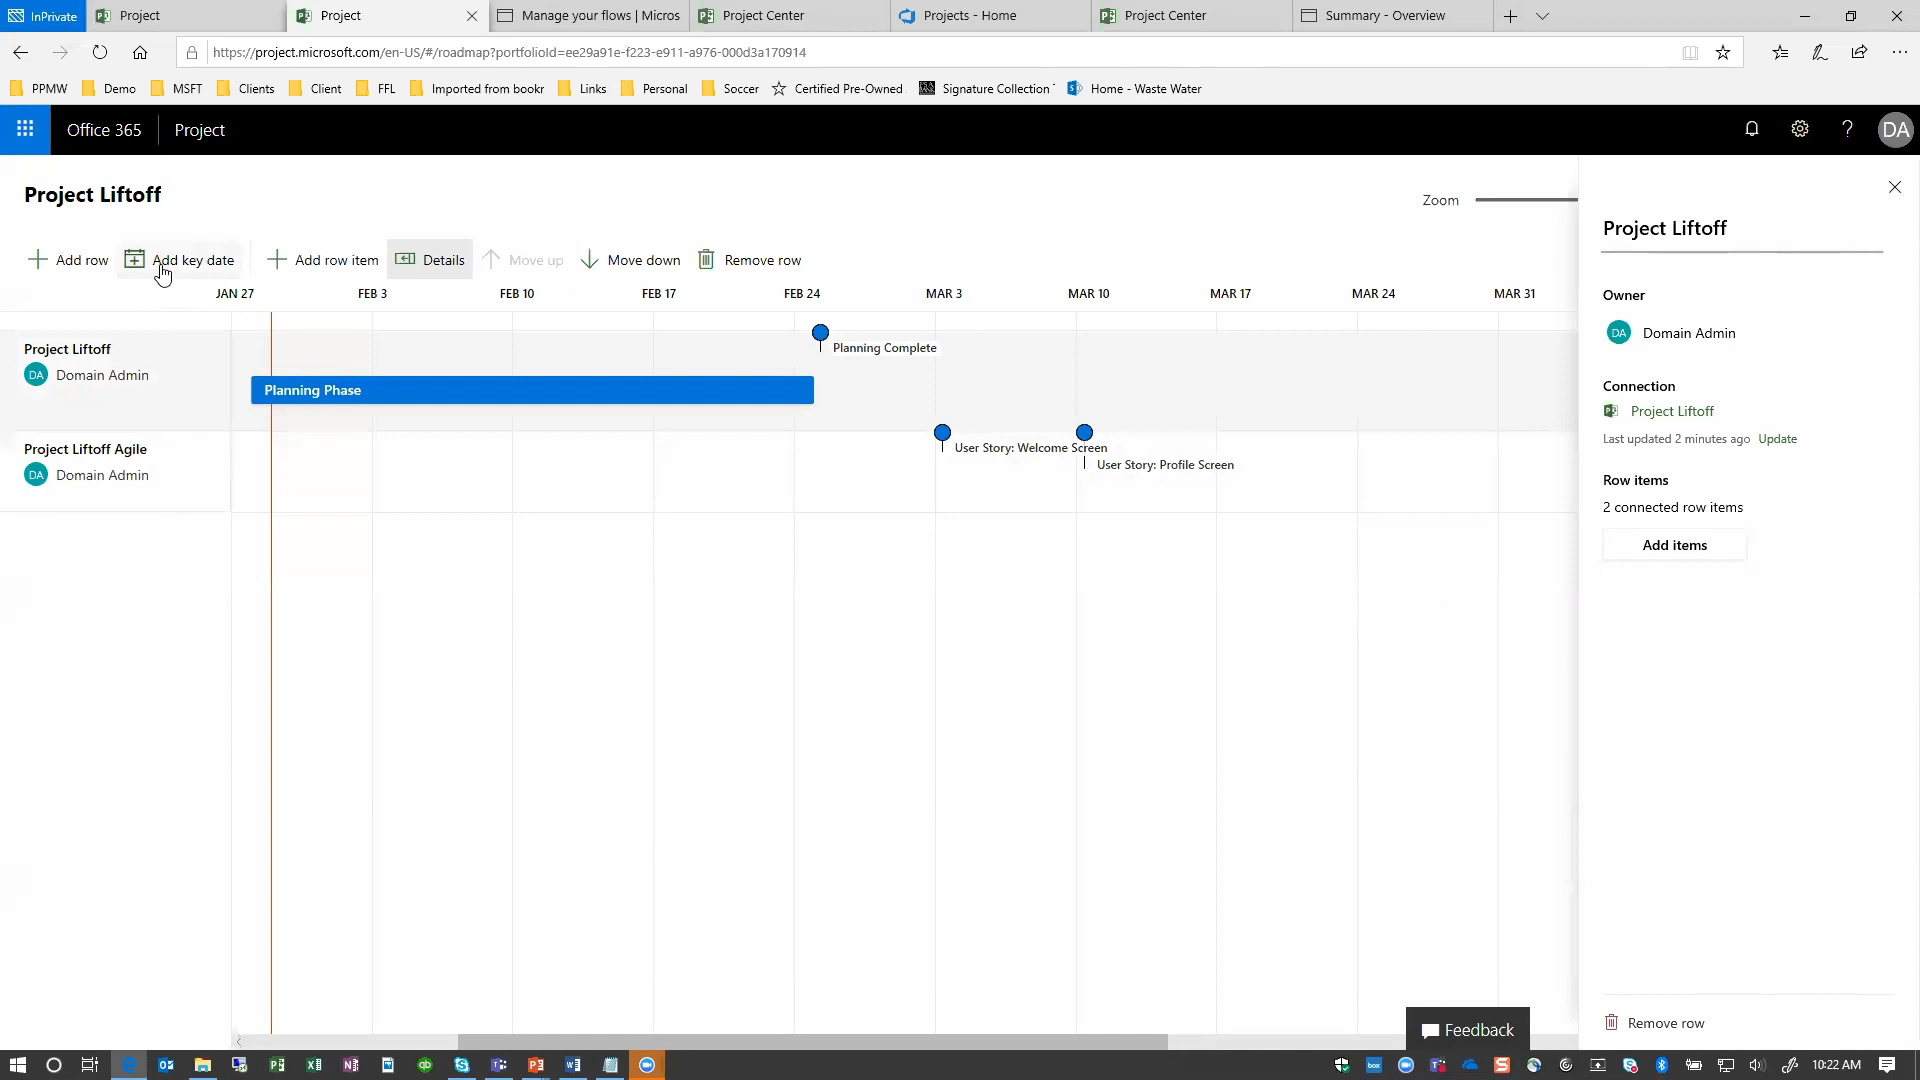 InPrivate
Project
Project
Manage your flows | Micros
Project Center
Projects - Home
Project Center
Summary - Overview
https://project.microsoft.com/en-US/#/roadmap?portfolioId=ee29a91e-f223-e911-a976-000d3a170914
PPMW
Demo
MSFT
Clients
Client
FFL
Imported from bookr
Links
Personal
Soccer
Certified Pre-Owned
Signature Collection
Home - Waste Water
Office 365
Project
DA
Project Liftoff
Zoom
Add row
Add key date
Add row item
Details
Move up
Move down
Remove row
JAN 27
FEB 3
FEB 10
FEB 17
FEB 24
MAR 3
MAR 10
MAR 17
MAR 24
MAR 31
Project Liftoff
DA Domain Admin
Planning Complete
Planning Phase
Project Liftoff Agile
DA Domain Admin
User Story: Welcome Screen
User Story: Profile Screen
Project Liftoff
Owner
DA Domain Admin
Connection
Project Liftoff
Last updated 2 minutes ago Update
Row items
2 connected row items
Add items
Remove row
Feedback
10:22 AM